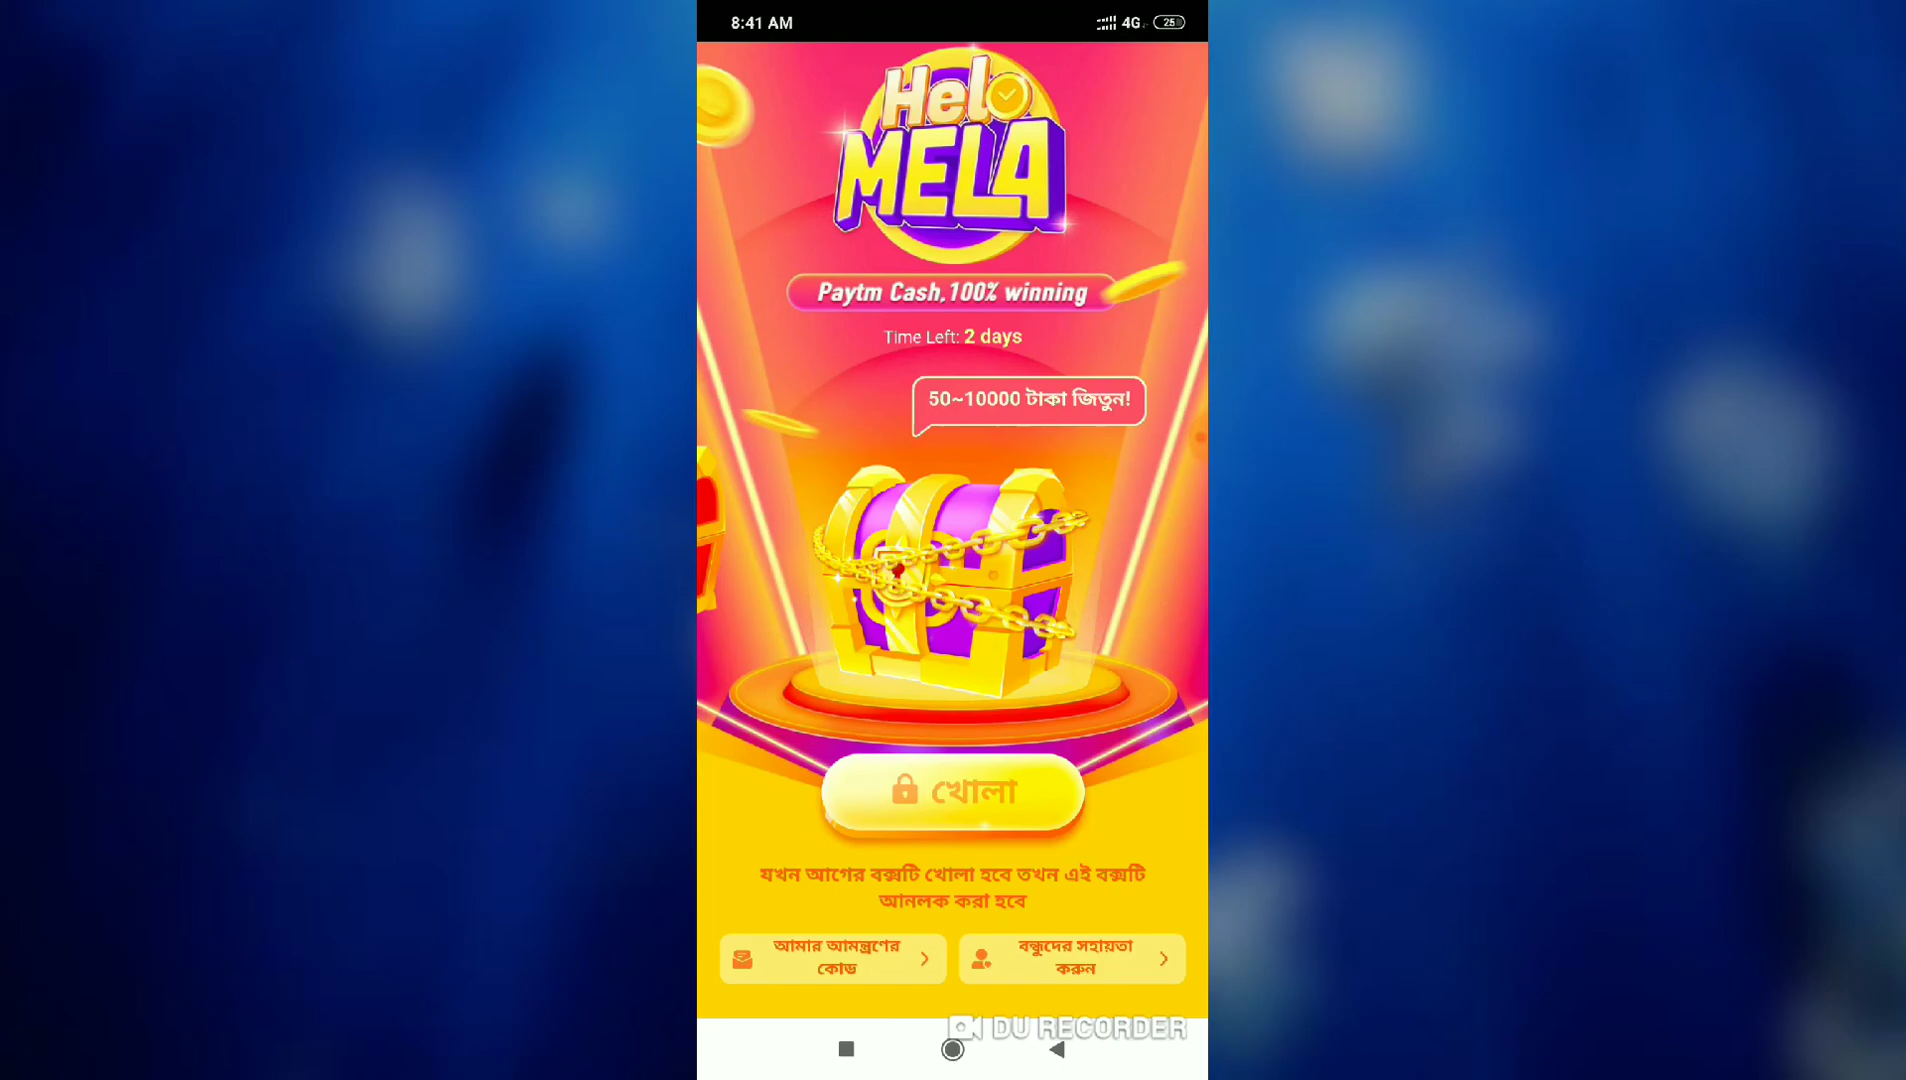 8:41 AM
4G
25
Helo
MELA
Paytm Cash,100% winning
Time Left: 2 days
50~10000 টাকা জিতুন!
খোলা
যখন আগের বক্সটি খোলা হবে তখন এই বক্সটি
আনলক করা হবে
আমার আমন্ত্রণের
কোড
বন্ধুদের সহায়তা
করুন
DU RECORDER